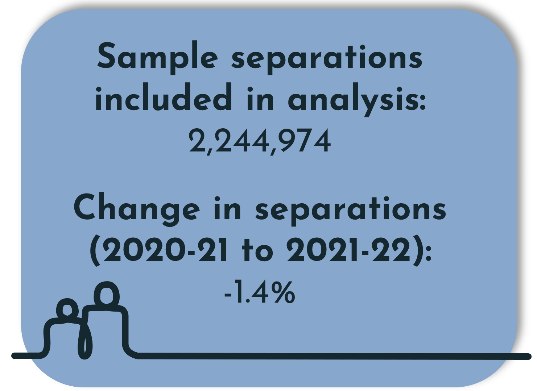 Sample separations
included in analysis:
2,244,974
Change in separations
(2020-21 to 2021-22):
-1.4%